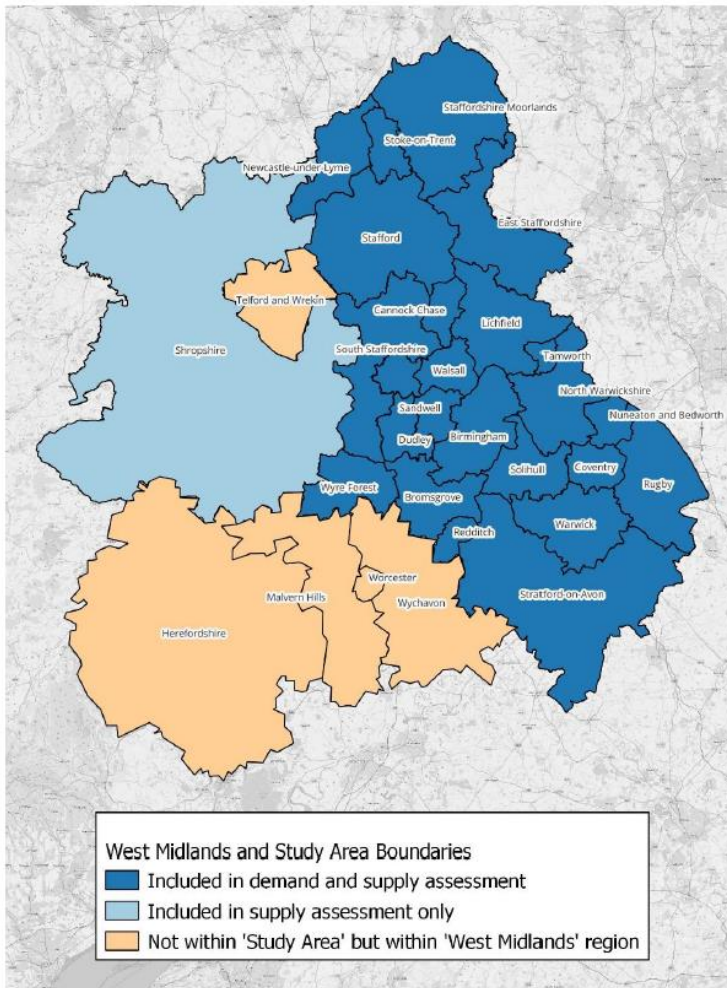 Staffordshire Moorlands
Stoke-on-Trent
Newcastle-under-Lyme
East Staffordshire
Stafford
Telford and Wrekin
Cannock Chase
Lichfield
Shropshire
South Staffordshire
Tamworth
Walsall
North Warwickshire
Sandwell
Nuneaton and Bedworth
Dudley
Birmingham
Solihull
Coventry
Wyre Forest
Bromsgrove
Rugby
Redditch
Warwick
Worcester
Malvern Hills
Wychavon
Stratford-on-Avon
Herefordshire
West Midlands and Study Area Boundaries
Included in demand and supply assessment
Included in supply assessment only
Not within 'Study Area' but within 'West Midlands' region